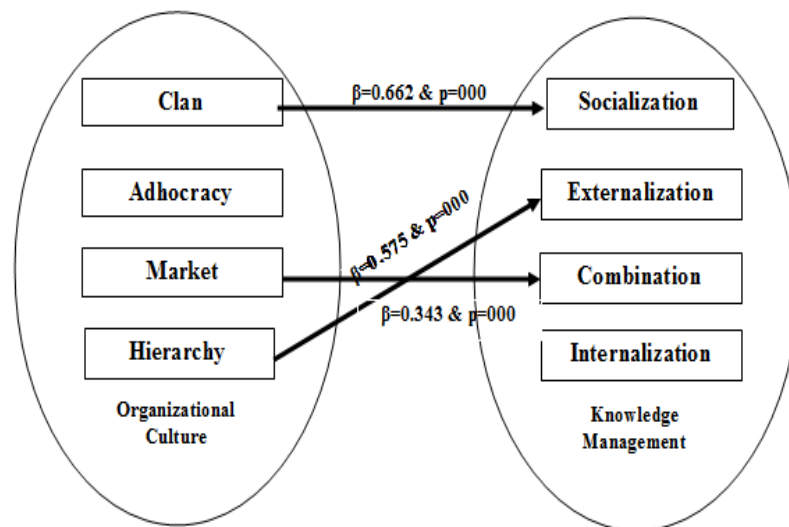 Clan
β=0.662 & p=000
Socialization
Adhocracy
Externalization
β=0.575 & p=000
Market
Combination
β=0.343 & p=000
Hierarchy
Internalization
Organizational
Culture
Knowledge
Management